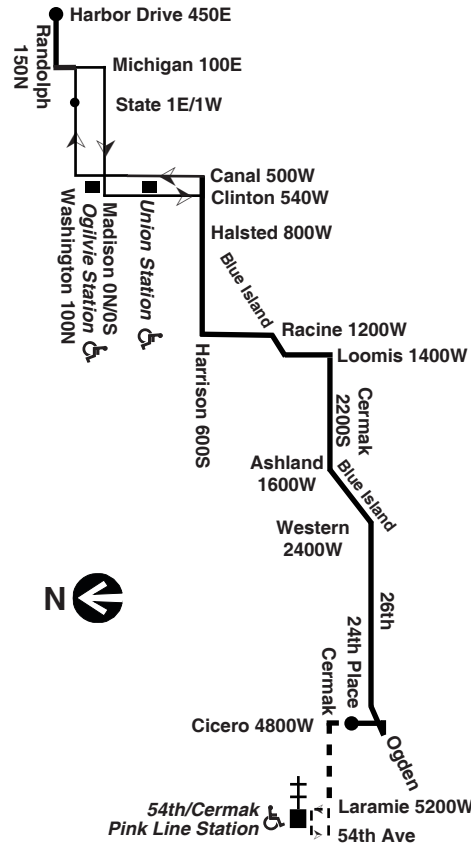 Harbor Drive 450E
Randolph
150N
Michigan 100E
State 1E/1W
Canal 500W
Clinton 540W
Washington 100N
Ogilvie Station
Madison 0N/0S
Union Station
Halsted 800W
Blue Island
Harrison 600S
Racine 1200W
Loomis 1400W
Cermak
2200S
Ashland
1600W
Blue Island
Western
2400W
N
26th
24th Place
Cermak
Cicero 4800W
Ogden
54th/Cermak
Pink Line Station
Laramie 5200W
54th Ave